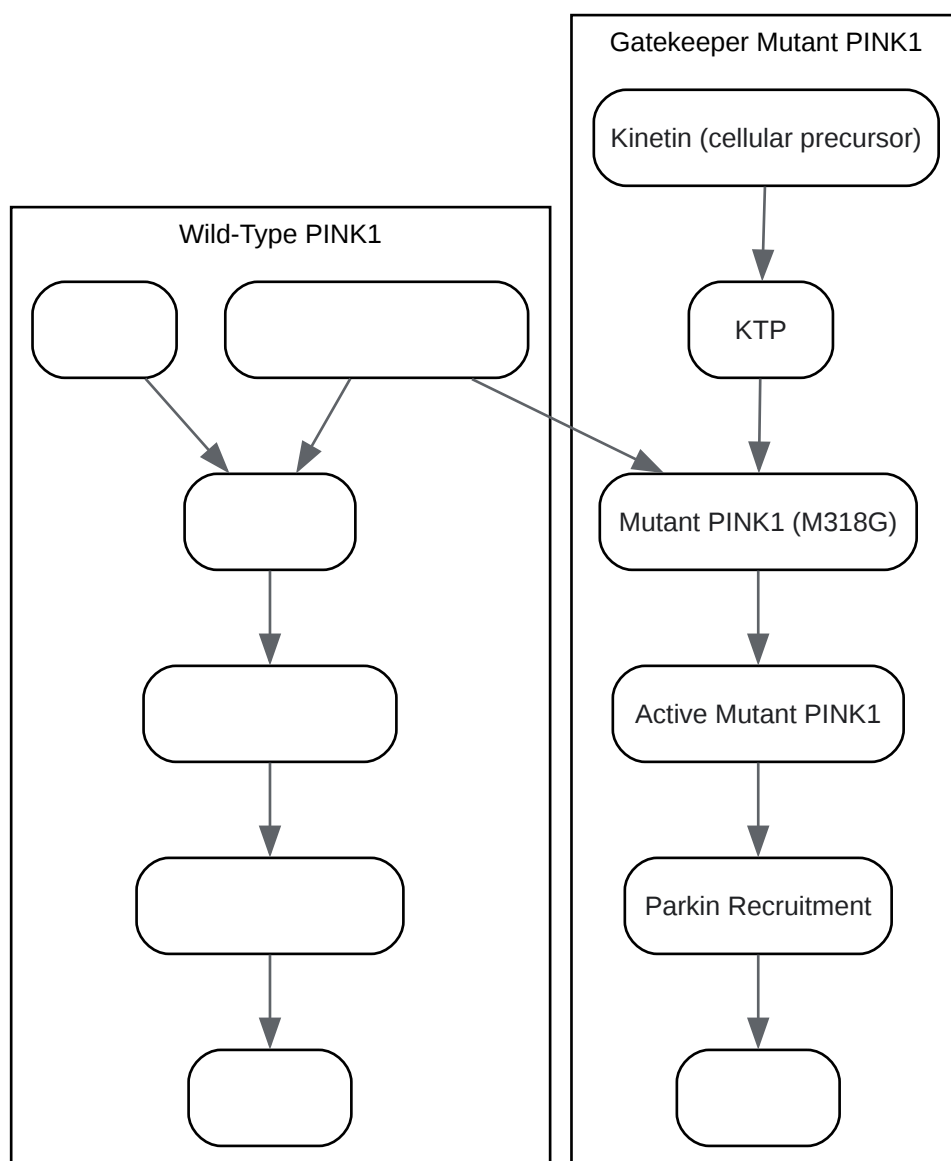 Gatekeeper Mutant PINK1
Kinetin (cellular precursor)
Wild-Type PINK1
KTP
Mutant PINK1 (M318G)
Active Mutant PINK1
Parkin Recruitment